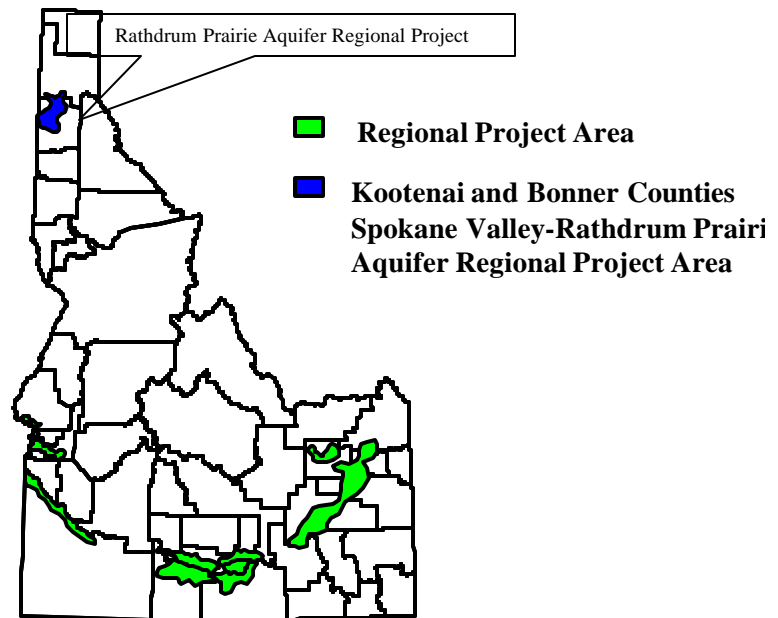 Rathdrum Prairie Aquifer Regional Project
Regional Project Area
Kootenai and Bonner Counties
Spokane Valley-Rathdrum Prairi
Aquifer Regional Project Area